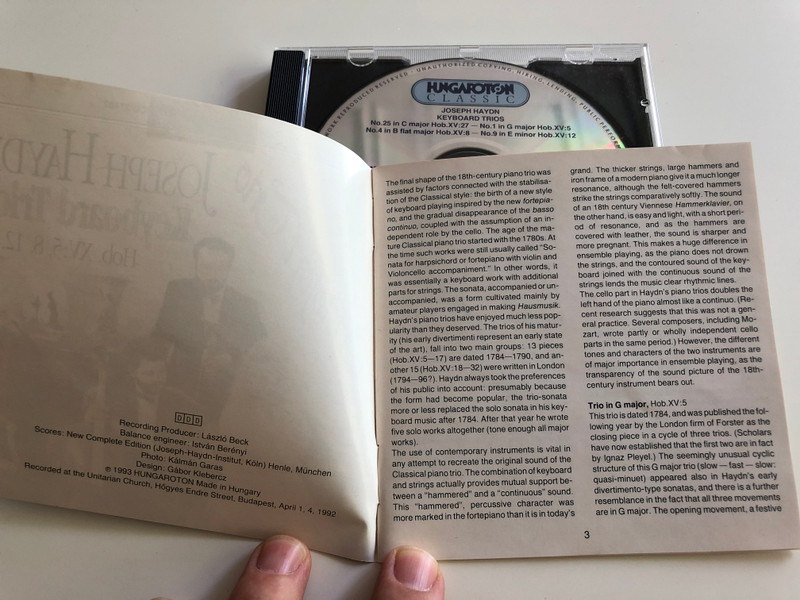 UNAUTHORIZED COPYING, HIRING, LENDING, PUBLIC PERFORM
REPRODUCED RESERVED
HUNGAROTON
CLASSIC
JOSEPH HAYDN
KEYBOARD TRIOS
No.25 in C major Hob.XV:27 — No.1 in G major Hob.XV:5
No.4 in B flat major Hob.XV:8 — No.9 in E minor Hob.XV:12
JOSEPH HAYDN
DDD
Recording Producer: László Beck
Balance engineer: István Berényi
Scores: New Complete Edition (Joseph-Haydn-Institut, Köln) Henle, München
Photo: Kálmán Garas
Design: Gábor Klebercz
℗ 1993 HUNGAROTON Made in Hungary
Recorded at the Unitarian Church, Hőgyes Endre Street, Budapest, April 1, 4, 1992
The final shape of the 18th-century piano trio was
assisted by factors connected with the stabilisa-
tion of the Classical style: the birth of a new style
of keyboard playing inspired by the new fortepia-
no, and the gradual disappearance of the basso
continuo, coupled with the assumption of an in-
dependent role by the cello. The age of the ma-
ture Classical piano trio started with the 1780s. At
the time such works were still usually called "So-
nata for harpsichord or fortepiano with violin and
Violoncello accompaniment." In other words, it
was essentially a keyboard work with additional
parts for strings. The sonata, accompanied or un-
accompanied, was a form cultivated mainly by
amateur players engaged in making Hausmusik.
Haydn's piano trios have enjoyed much less pop-
ularity than they deserved. The trios of his matur-
ity (his early divertimenti represent an early state
of the art), fall into two main groups: 13 pieces
(Hob.XV:5—17) are dated 1784—1790, and an-
other 15 (Hob.XV:18—32) were written in London
(1794—96?). Haydn always took the preferences
of his public into account: presumably because
the form had become popular, the trio-sonata
more or less replaced the solo sonata in his key-
board music after 1784. After that year he wrote
five solo works altogether (tone enough all major
works).
The use of contemporary instruments is vital in
any attempt to recreate the original sound of the
Classical piano trio. The combination of keyboard
and strings actually provides mutual support be-
tween a "hammered" and a "continuous" sound.
This "hammered", percussive character was
more marked in the fortepiano than it is in today's
grand. The thicker strings, large hammers and
iron frame of a modern piano give it a much longer
resonance, although the felt-covered hammers
strike the strings comparatively softly. The sound
of an 18th century Viennese Hammerklavier, on
the other hand, is easy and light, with a short peri-
od of resonance, and as the hammers are
covered with leather, the sound is sharper and
more pregnant. This makes a huge difference in
ensemble playing, as the piano does not drown
the strings, and the contoured sound of the key-
board joined with the continuous sound of the
strings lends the music clear rhythmic lines.
The cello part in Haydn's piano trios doubles the
left hand of the piano almost like a continuo. (Re-
cent research suggests that this was not a gen-
eral practice. Several composers, including Mo-
zart, wrote partly or wholly independent cello
parts in the same period.) However, the different
tones and characters of the two instruments are
of major importance in ensemble playing, as the
transparency of the sound picture of the 18th-
century instrument bears out.
Trio in G major, Hob.XV:5
This trio is dated 1784, and was published the fol-
lowing year by the London firm of Forster as the
closing piece in a cycle of three trios. (Scholars
have now established that the first two are in fact
by Ignaz Pleyel.) The seemingly unusual cyclic
structure of this G major trio (slow — fast — slow:
quasi-minuet) appeared also in Haydn's early
divertimento-type sonatas, and there is a further
resemblance in the fact that all three movements
are in G major. The opening movement, a festive
3